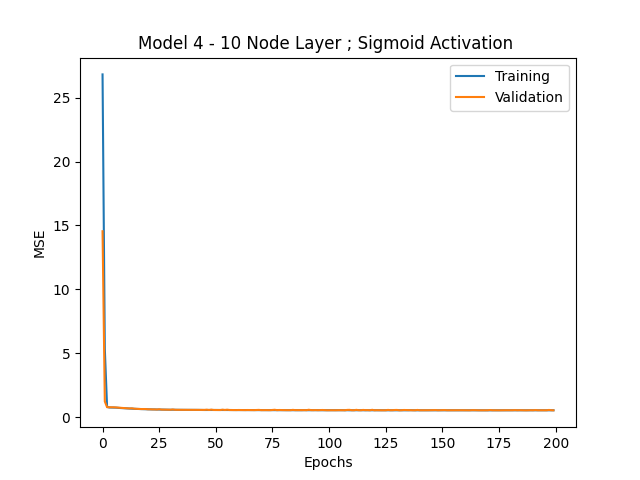 Model 4 - 10 Node Layer ; Sigmoid Activation
Training
Validation
25
20
15
10
5
0
MSE
0 25 50 75 100 125 150 175 200
Epochs